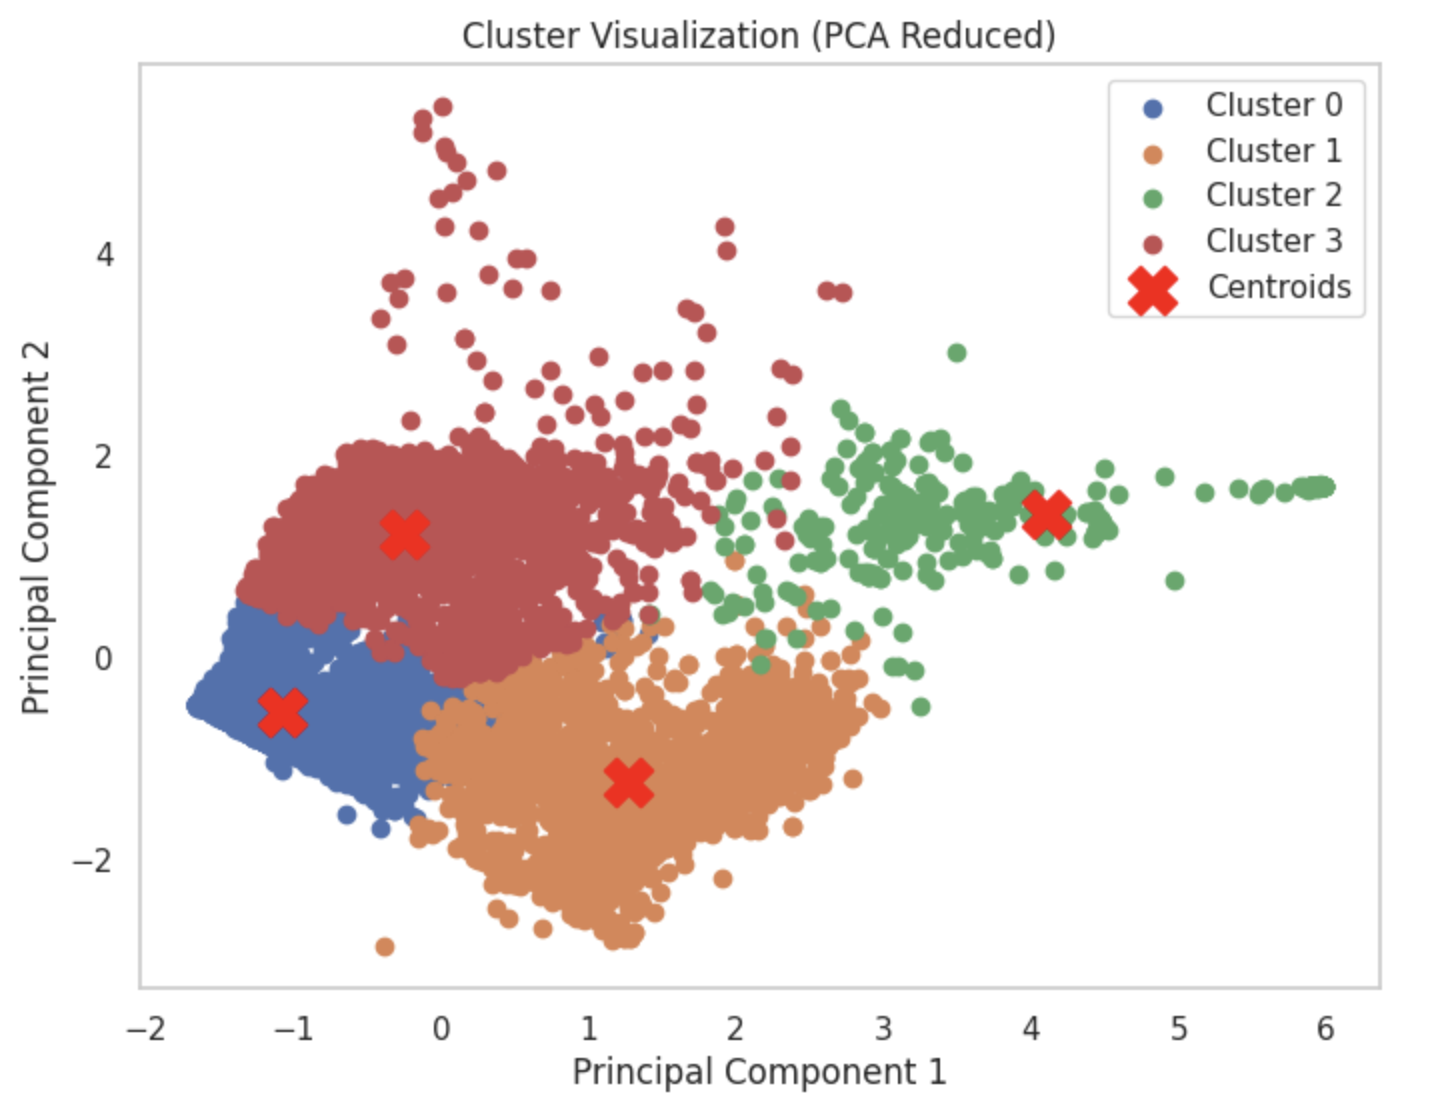 Cluster Visualization (PCA Reduced)
Cluster 0
Cluster 1
Cluster 2
Cluster 3
Centroids
Principal Component 2
4
2
0
−2
−2 −1 0 1 2 3 4 5 6
Principal Component 1